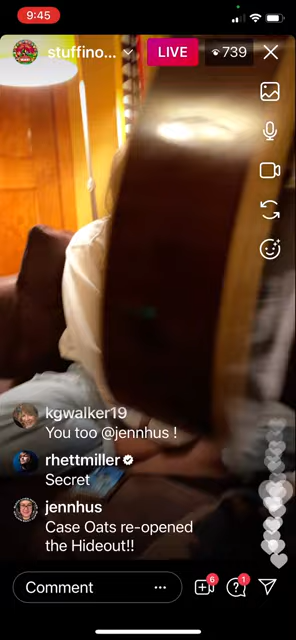 9:45
stuffino...
LIVE
739
kgwalker19
You too @jennhus !
rhettmiller
Secret
jennhus
Case Oats re-opened
the Hideout!!
Comment
6
?
1